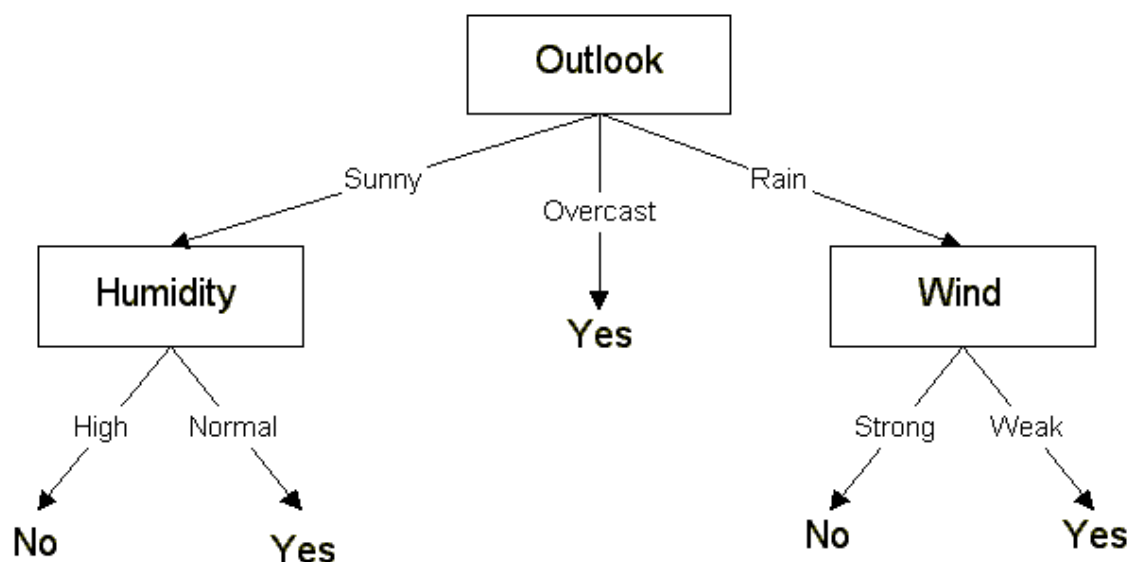 Outlook
Sunny
Overcast
Rain
Humidity
Yes
Wind
High
Normal
Strong
Weak
No
Yes
No
Yes